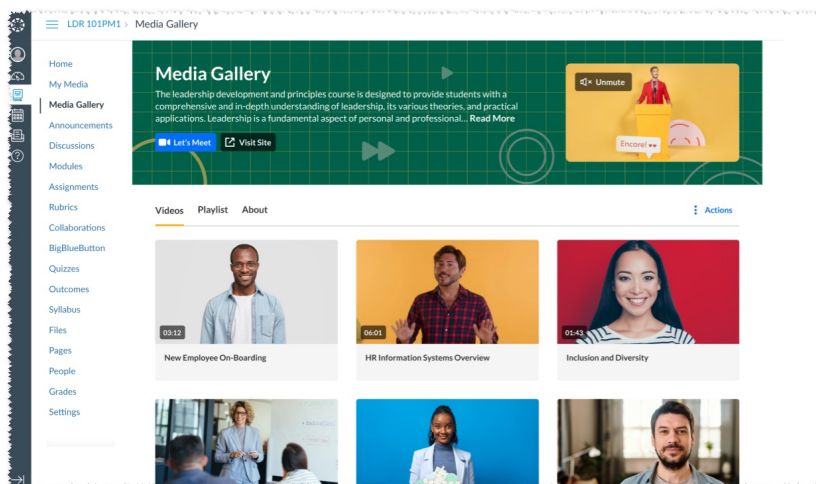 LDR 101PM1 > Media Gallery
Home
My Media
Media Gallery
Announcements
Discussions
Modules
Assignments
Rubrics
Collaborations
BigBlueButton
Quizzes
Outcomes
Syllabus
Files
Pages
People
Grades
Settings
Media Gallery
The leadership development and principles course is designed to provide students with a
comprehensive and in-depth understanding of leadership, its various theories, and practical
applications. Leadership is a fundamental aspect of personal and professional... Read More
Let's Meet
Visit Site
Unmute
Encore!
Videos Playlist About
Actions
03:12
New Employee On-Boarding
06:01
HR Information Systems Overview
01:43
Inclusion and Diversity